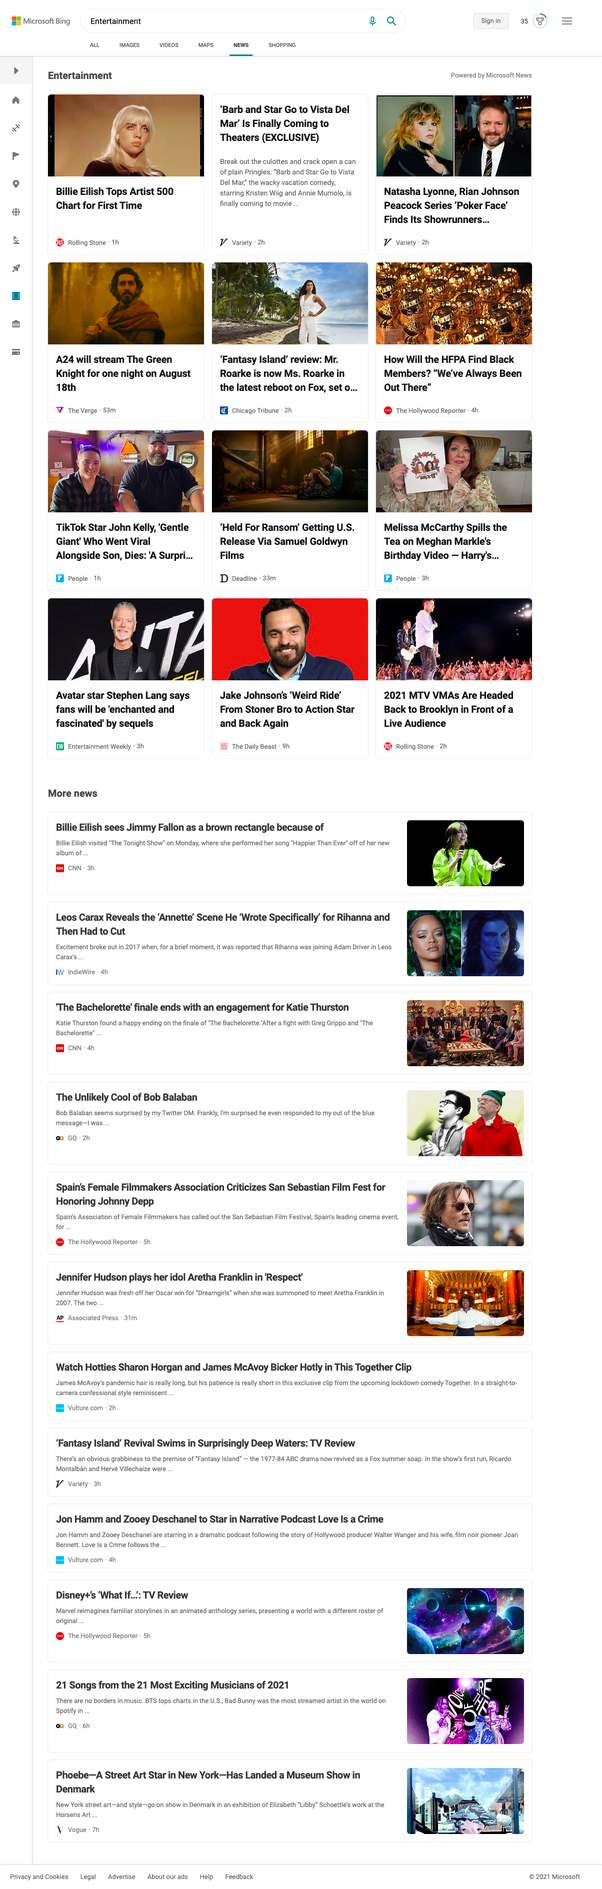 Microsoft Bing
Entertainment
Sign in
35
ALL IMAGES VIDEOS MAPS NEWS SHOPPING
Entertainment
Powered by Microsoft News
Billie Eilish Tops Artist 500
Chart for First Time
Rolling Stone · 1h
'Barb and Star Go to Vista Del
Mar' Is Finally Coming to
Theaters (EXCLUSIVE)
Break out the culottes and crack open a can
of plain Pringles: "Barb and Star Go to Vista
Del Mar," the wacky vacation comedy,
starring Kristen Wiig and Annie Mumolo, is
finally coming to movie ...
Variety · 2h
Natasha Lyonne, Rian Johnson
Peacock Series 'Poker Face'
Finds Its Showrunners...
Variety · 2h
A24 will stream The Green
Knight for one night on August
18th
The Verge · 53m
'Fantasy Island' review: Mr.
Roarke is now Ms. Roarke in
the latest reboot on Fox, set o...
Chicago Tribune · 2h
How Will the HFPA Find Black
Members? "We've Always Been
Out There"
The Hollywood Reporter · 4h
TikTok Star John Kelly, 'Gentle
Giant' Who Went Viral
Alongside Son, Dies: 'A Surpri...
People · 1h
'Held For Ransom' Getting U.S.
Release Via Samuel Goldwyn
Films
Deadline · 33m
Melissa McCarthy Spills the
Tea on Meghan Markle's
Birthday Video — Harry's...
People · 3h
Avatar star Stephen Lang says
fans will be 'enchanted and
fascinated' by sequels
Entertainment Weekly · 3h
Jake Johnson's 'Weird Ride'
From Stoner Bro to Action Star
and Back Again
The Daily Beast · 9h
2021 MTV VMAs Are Headed
Back to Brooklyn in Front of a
Live Audience
Rolling Stone · 2h
More news
Billie Eilish sees Jimmy Fallon as a brown rectangle because of
Billie Eilish visited "The Tonight Show" on Monday, where she performed her song "Happier Than Ever" off of her new
album of ...
CNN · 3h
Leos Carax Reveals the 'Annette' Scene He 'Wrote Specifically' for Rihanna and
Then Had to Cut
Excitement broke out in 2017 when, for a brief moment, it was reported that Rihanna was joining Adam Driver in Leos
Carax's ...
IndieWire · 4h
'The Bachelorette' finale ends with an engagement for Katie Thurston
Katie Thurston found a happy ending on the finale of "The Bachelorette."After a fight with Greg Grippo and "The
Bachelorette" ...
CNN · 4h
The Unlikely Cool of Bob Balaban
Bob Balaban seems surprised by my Twitter DM. Frankly, I'm surprised he even responded to my out of the blue
message—I was ...
GQ · 2h
Spain's Female Filmmakers Association Criticizes San Sebastian Film Fest for
Honoring Johnny Depp
Spain's Association of Female Filmmakers has called out the San Sebastian Film Festival, Spain's leading cinema event,
for ...
The Hollywood Reporter · 5h
Jennifer Hudson plays her idol Aretha Franklin in 'Respect'
Jennifer Hudson was fresh off her Oscar win for "Dreamgirls" when she was summoned to meet Aretha Franklin in
2007. The two ...
AP Associated Press · 31m
Watch Hotties Sharon Horgan and James McAvoy Bicker Hotly in This Together Clip
James McAvoy's pandemic hair is really long, but his patience is really short in this exclusive clip from the upcoming lockdown comedy Together. In a straight-to-
camera confessional style reminiscent ...
Vulture.com · 2h
'Fantasy Island' Revival Swims in Surprisingly Deep Waters: TV Review
There's an obvious grabbiness to the premise of "Fantasy Island" — the 1977-84 ABC drama now revived as a Fox summer soap. In the show's first run, Ricardo
Montalbán and Hervé Villechaize were ...
Variety · 3h
Jon Hamm and Zooey Deschanel to Star in Narrative Podcast Love Is a Crime
Jon Hamm and Zooey Deschanel are starring in a dramatic podcast following the story of Hollywood producer Walter Wanger and his wife, film noir pioneer Joan
Bennett. Love Is a Crime follows the ...
Vulture.com · 4h
Disney+'s 'What If...': TV Review
Marvel reimagines familiar storylines in an animated anthology series, presenting a world with a different roster of
original ...
The Hollywood Reporter · 5h
21 Songs from the 21 Most Exciting Musicians of 2021
There are no borders in music. BTS tops charts in the U.S., Bad Bunny was the most streamed artist in the world on
Spotify in ...
GQ · 6h
Phoebe—A Street Art Star in New York—Has Landed a Museum Show in
Denmark
New York street art—and style—go on show in Denmark in an exhibition of Elizabeth "Libby" Schoettle's work at the
Horsens Art ...
Vogue · 7h
Privacy and Cookies Legal Advertise About our ads Help Feedback
© 2021 Microsoft